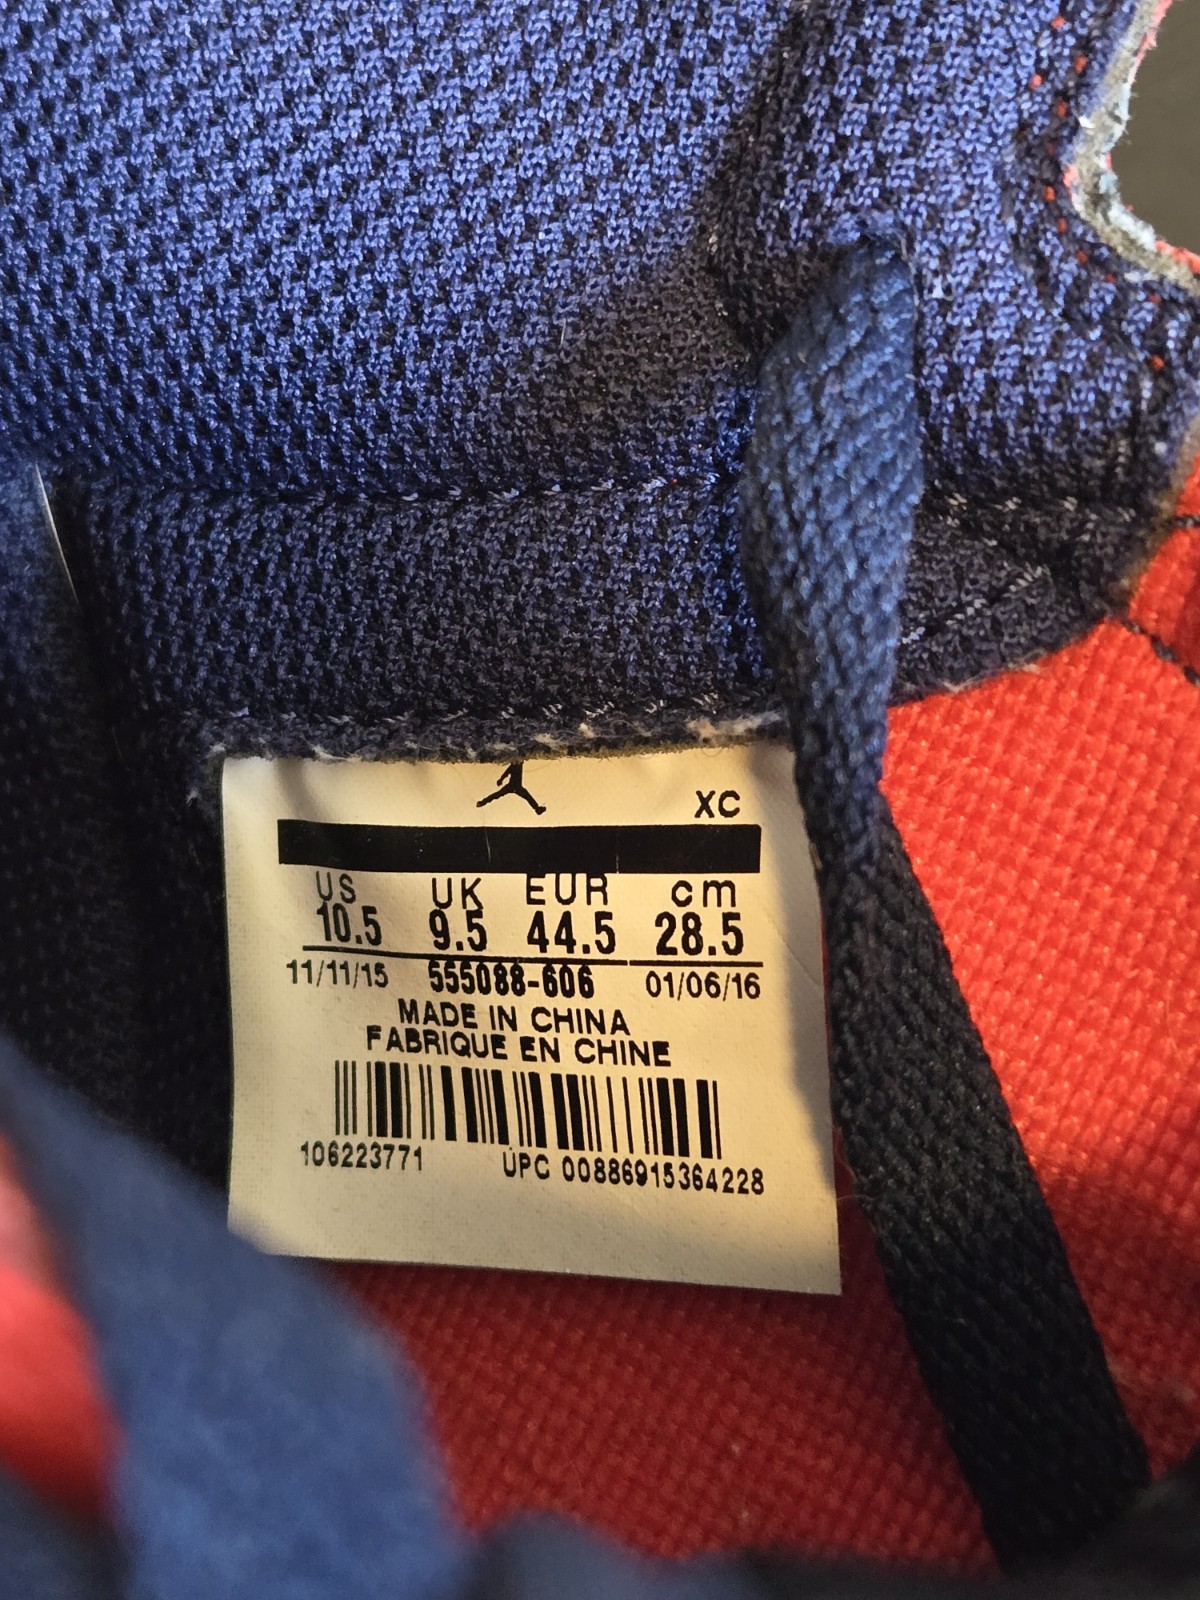 XC
US UK EUR cm
10.5 9.5 44.5 28.5
11/11/15 555088-606 01/06/16
MADE IN CHINA
FABRIQUE EN CHINE
106223771 UPC 00886915364228